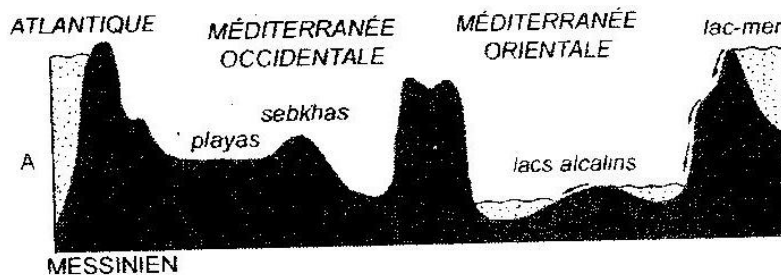 ATLANTIQUE
MÉDITERRANÉE
OCCIDENTALE
MÉDITERRANÉE
ORIENTALE
lac-mer
sebkhas
playas
lacs alcalins
A
MESSINIEN